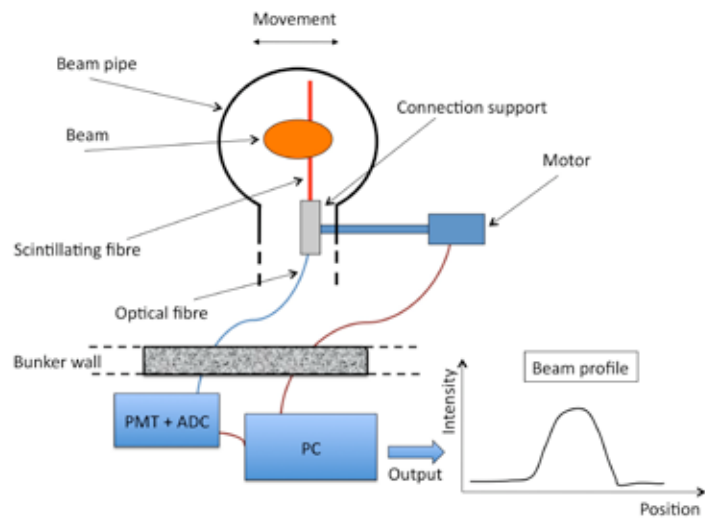 Movement
Beam pipe
Connection support
Beam
Motor
Scintillating fibre
Optical fibre
Bunker wall
Beam profile
PMT + ADC
PC
Output
Intensity
Position